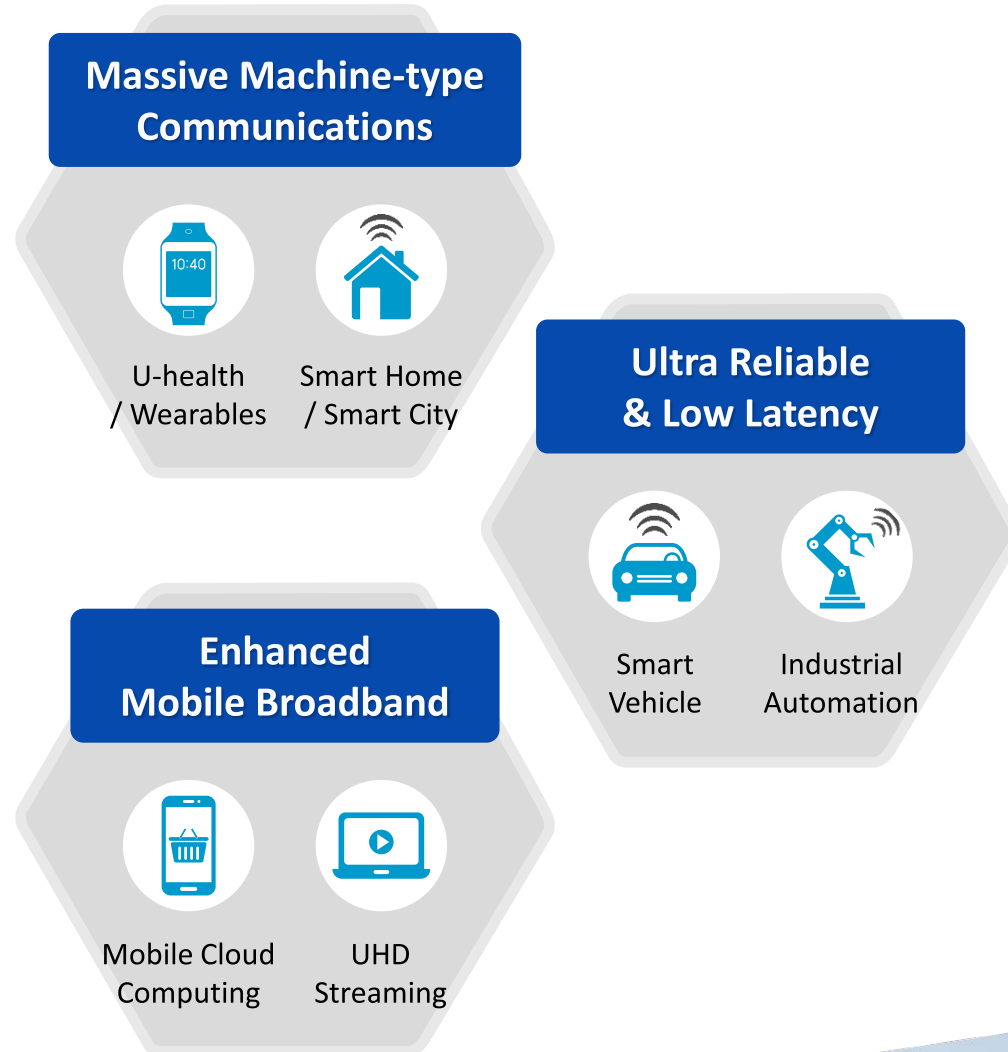 Massive Machine-type
Communications
10:40
U-health
/ Wearables
Smart Home
/ Smart City
Ultra Reliable
& Low Latency
Smart
Vehicle
Industrial
Automation
Enhanced
Mobile Broadband
Mobile Cloud
Computing
UHD
Streaming